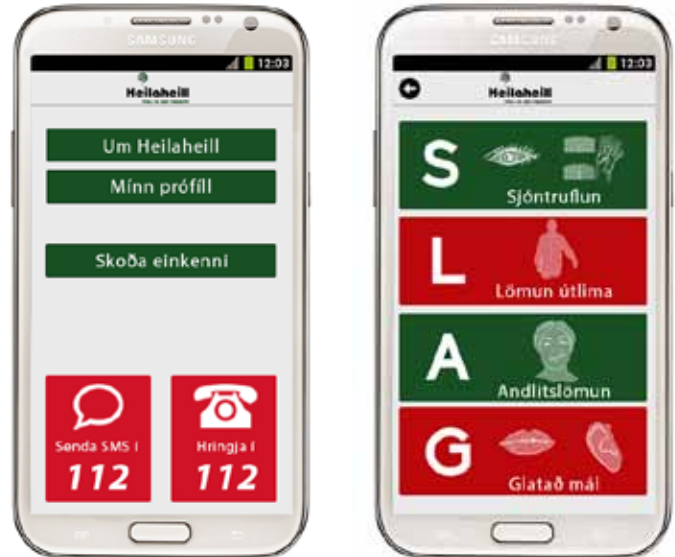 SAMSUNG
12:03
Heilaheill
Um Heilaheill
Mínn prófíll
Skoða einkenni
Senda SMS í
112
Hringja í
112
SAMSUNG
12:03
Heilaheill
S
Sjóntruflun
L
Lömun útlima
A
Andlitslömun
G
Glatað mál